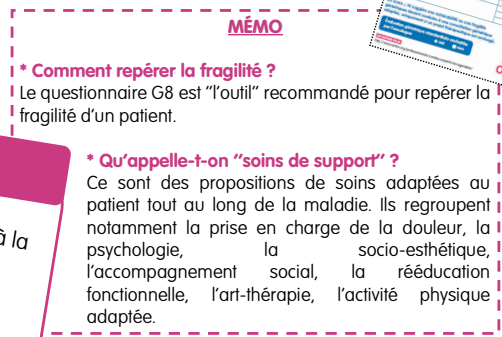 MÉMO
* Comment repérer la fragilité ?
Le questionnaire G8 est "l'outil" recommandé pour repérer la
fragilité d'un patient.
* Qu'appelle-t-on "soins de support" ?
Ce sont des propositions de soins adaptées au
patient tout au long de la maladie. Ils regroupent
notamment la prise en charge de la douleur, la
psychologie, la socio-esthétique,
l'accompagnement social, la rééducation
fonctionnelle, l'art-thérapie, l'activité physique
adaptée.
à la